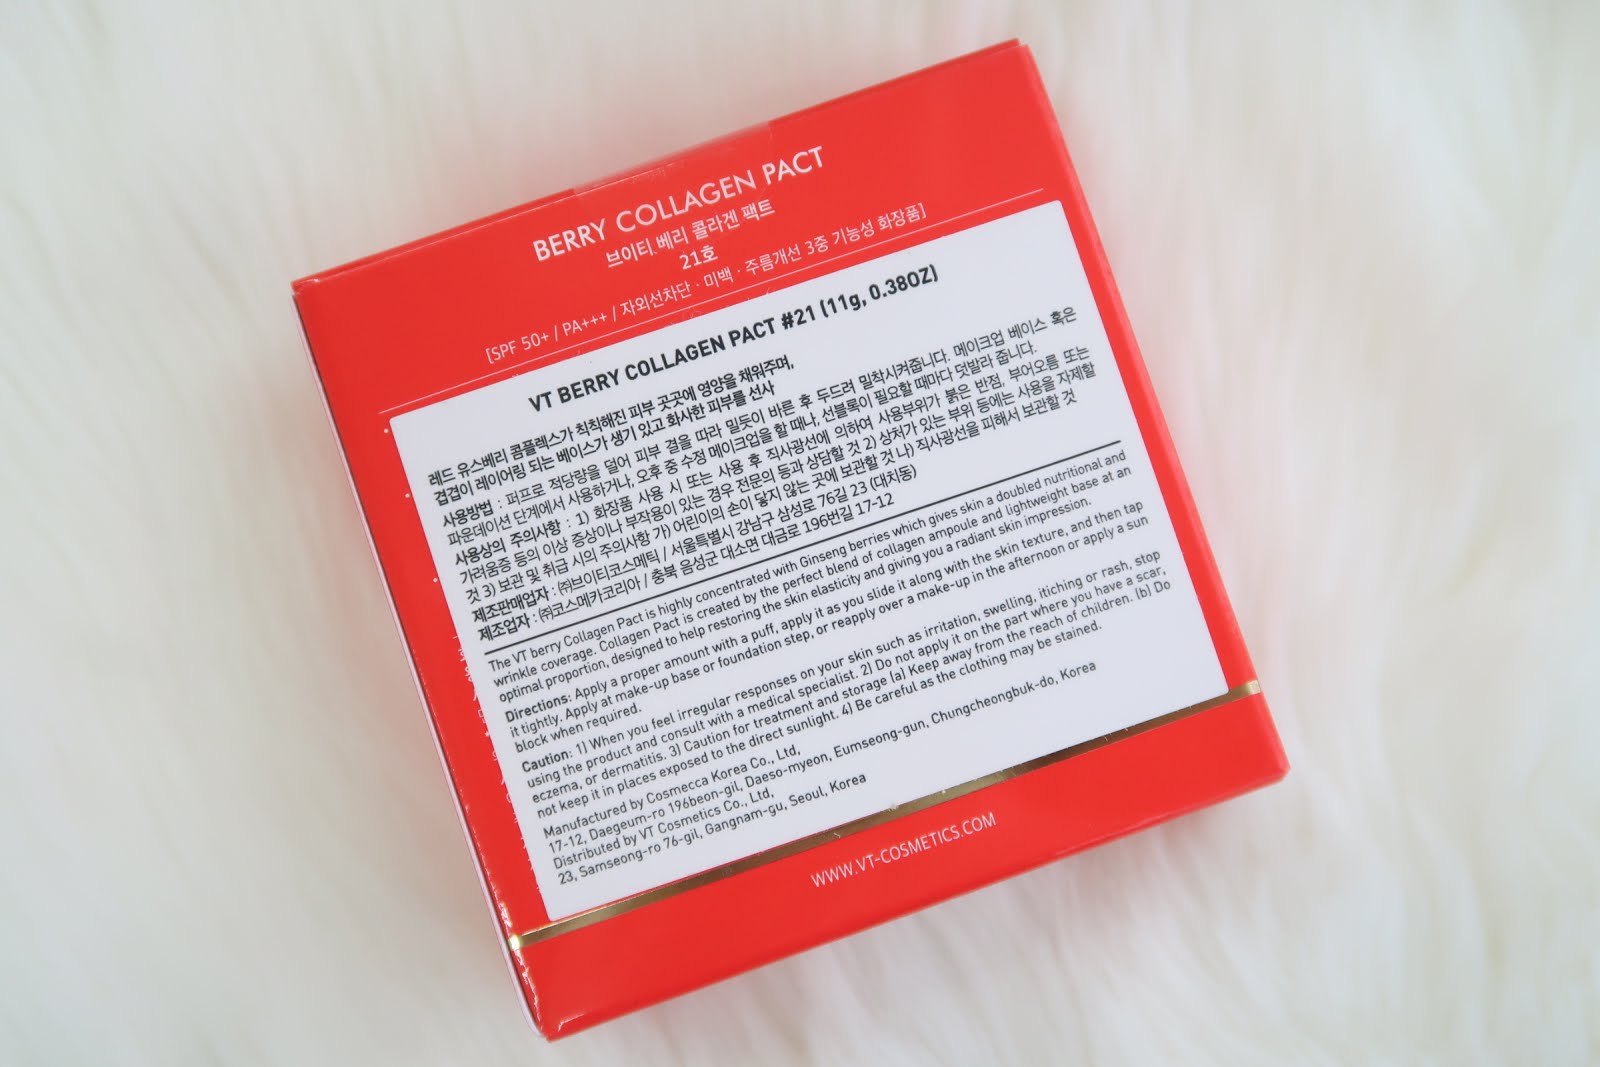 BERRY COLLAGEN PACT
브이티 베리 콜라겐 팩트
21호
[SPF 50+ / PA+++ / 자외선차단 · 미백 · 주름개선 3중 기능성 화장품]
VT BERRY COLLAGEN PACT #21 (11g, 0.38OZ)
레드 유스베리 콤플렉스가 칙칙해진 피부 곳곳에 영양을 채워주며,
겹겹이 레이어링 되는 베이스가 생기 있고 화사한 피부를 선사
사용방법 : 퍼프로 적당량을 덜어 피부 결을 따라 밀듯이 바른 후 두드려 밀착시켜줍니다. 메이크업 베이스 혹은
파운데이션 단계에서 사용하거나, 오후 중 수정 메이크업을 할 때나, 선블록이 필요할 때마다 덧발라 줍니다.
사용상의 주의사항 : 1) 화장품 사용 시 또는 사용 후 직사광선에 의하여 사용부위가 붉은 반점, 부어오름 또는
가려움증 등의 이상 증상이나 부작용이 있는 경우 전문의 등과 상담할 것 2) 상처가 있는 부위 등에는 사용을 자제할
것 3) 보관 및 취급 시의 주의사항 가) 어린이의 손이 닿지 않는 곳에 보관할 것 나) 직사광선을 피해서 보관할 것
제조판매업자 : ㈜브이티코스메틱 / 서울특별시 강남구 삼성로 76길 23 (대치동)
제조업자 : ㈜코스메카코리아 / 충북 음성군 대소면 대금로 196번길 17-12
The VT berry Collagen Pact is highly concentrated with Ginseng berries which gives skin a doubled nutritional and
wrinkle coverage. Collagen Pact is created by the perfect blend of collagen ampoule and lightweight base at an
optimal proportion, designed to help restoring the skin elasticity and giving you a radiant skin impression.
Directions: Apply a proper amount with a puff, apply it as you slide it along with the skin texture, and then tap
it tightly. Apply at make-up base or foundation step, or reapply over a make-up in the afternoon or apply a sun
block when required.
Caution: 1) When you feel irregular responses on your skin such as irritation, swelling, itiching or rash, stop
using the product and consult with a medical specialist. 2) Do not apply it on the part where you have a scar,
eczema, or dermatitis. 3) Caution for treatment and storage (a) Keep away from the reach of children. (b) Do
not keep it in places exposed to the direct sunlight. 4) Be careful as the clothing may be stained.
Manufactured by Cosmecca Korea Co., Ltd,
17-12, Daegeum-ro 196beon-gil, Daeso-myeon, Eumseong-gun, Chungcheongbuk-do, Korea
Distributed by VT Cosmetics Co., Ltd,
23, Samseong-ro 76-gil, Gangnam-gu, Seoul, Korea
WWW.VT-COSMETICS.COM